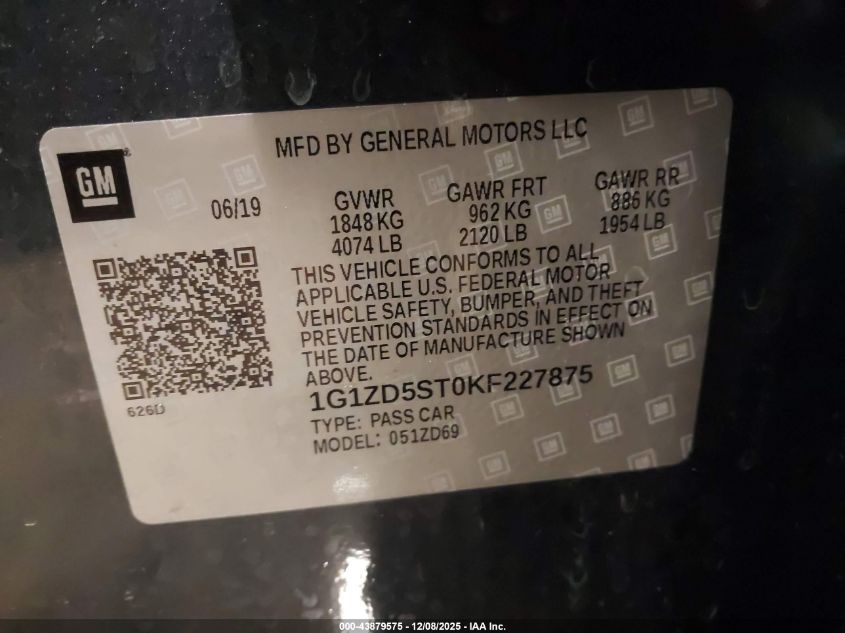 MFD BY GENERAL MOTORS LLC
GM
06/19
GVWR
1848 KG
4074 LB
GAWR FRT
962 KG
2120 LB
GAWR RR
886 KG
1954 LB
THIS VEHICLE CONFORMS TO ALL
APPLICABLE U.S. FEDERAL MOTOR
VEHICLE SAFETY, BUMPER, AND THEFT
PREVENTION STANDARDS IN EFFECT ON
THE DATE OF MANUFACTURE SHOWN
ABOVE.
626D
1G1ZD5ST0KF227875
TYPE: PASS CAR
MODEL: 051ZD69
000-43879575 - 12/08/2025 - IAA Inc.